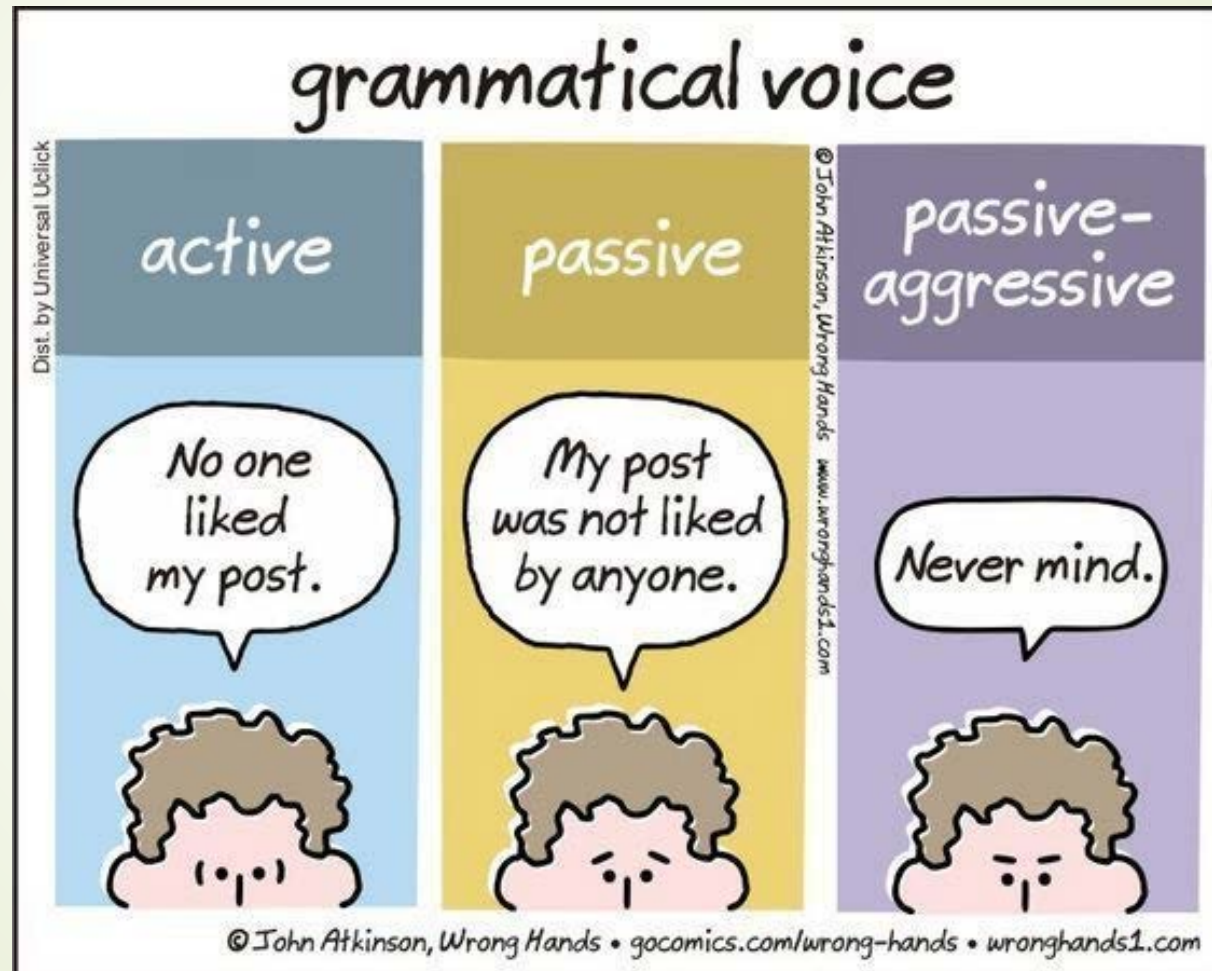 grammatical voice
Dist. by Universal Uclick
active
No one
liked
my post.
passive
My post
was not liked
by anyone.
© John Atkinson, Wrong Hands www.wronghands1.com
passive-
aggressive
Never mind.
© John Atkinson, Wrong Hands • gocomics.com/wrong-hands • wronghands1.com